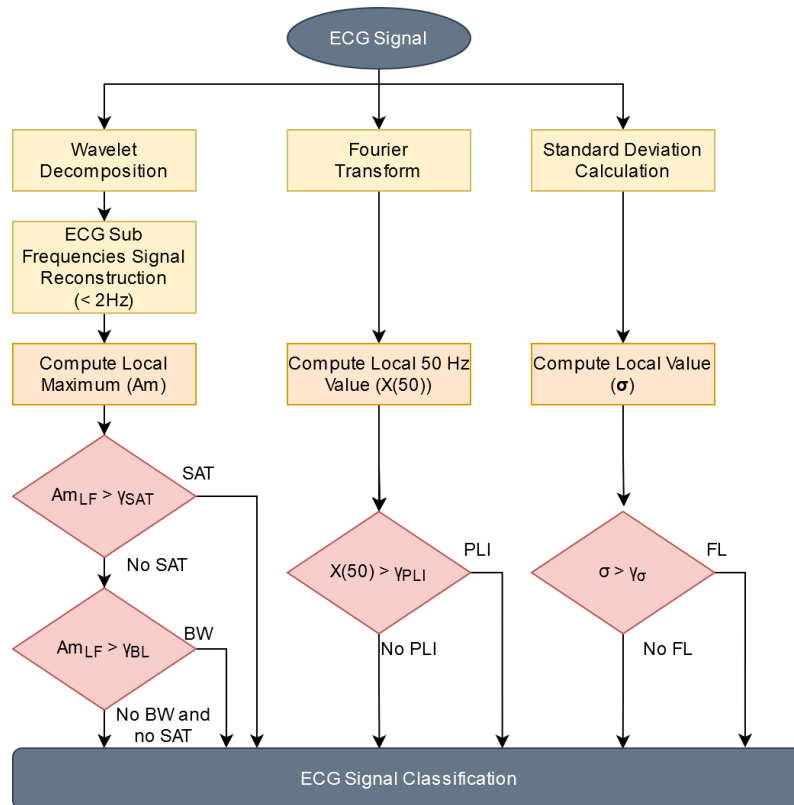 ECG Signal
Wavelet
Decomposition
Fourier
Transform
Standard Deviation
Calculation
ECG Sub
Frequencies Signal
Reconstruction
(< 2Hz)
Compute Local
Maximum (Am)
Compute Local 50 Hz
Value (X(50))
Compute Local Value
(σ)
Am_LF > γ_SAT
SAT
No SAT
X(50) > γ_PLI
PLI
No PLI
σ > γ_σ
FL
No FL
Am_LF > γ_BL
BW
No BW and
no SAT
ECG Signal Classification